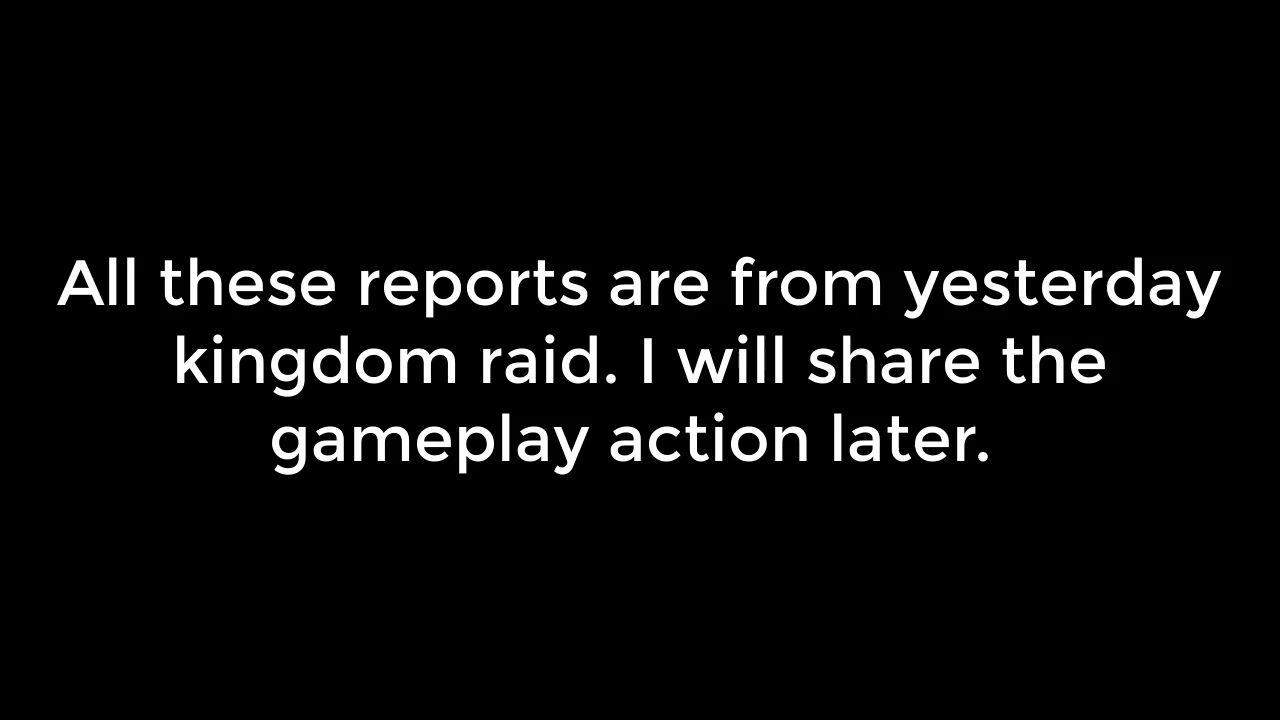 All these reports are from yesterday
kingdom raid. I will share the
gameplay action later.